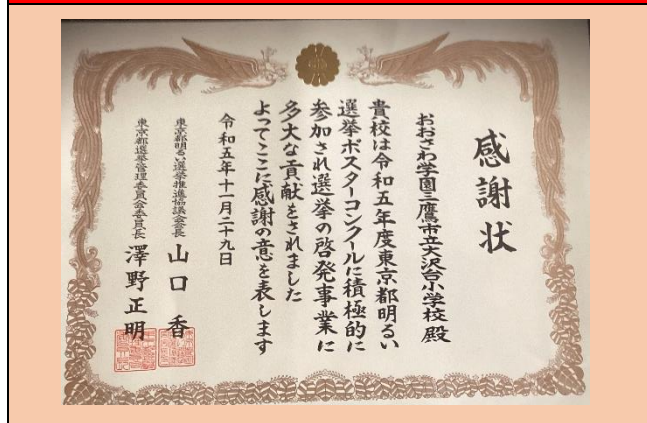 感謝状
おおさわ学園三鷹市立大沢台小学校 殿
貴校は令和五年度東京都明るい
選挙ポスターコンクールに積極的に
参加され選挙の啓発事業に
多大な貢献をされました
よってここに感謝の意を表します
令和五年十一月二十九日
東京都明るい選挙推進協議会会長 山口 香
東京都選挙管理委員会委員長 澤野正明